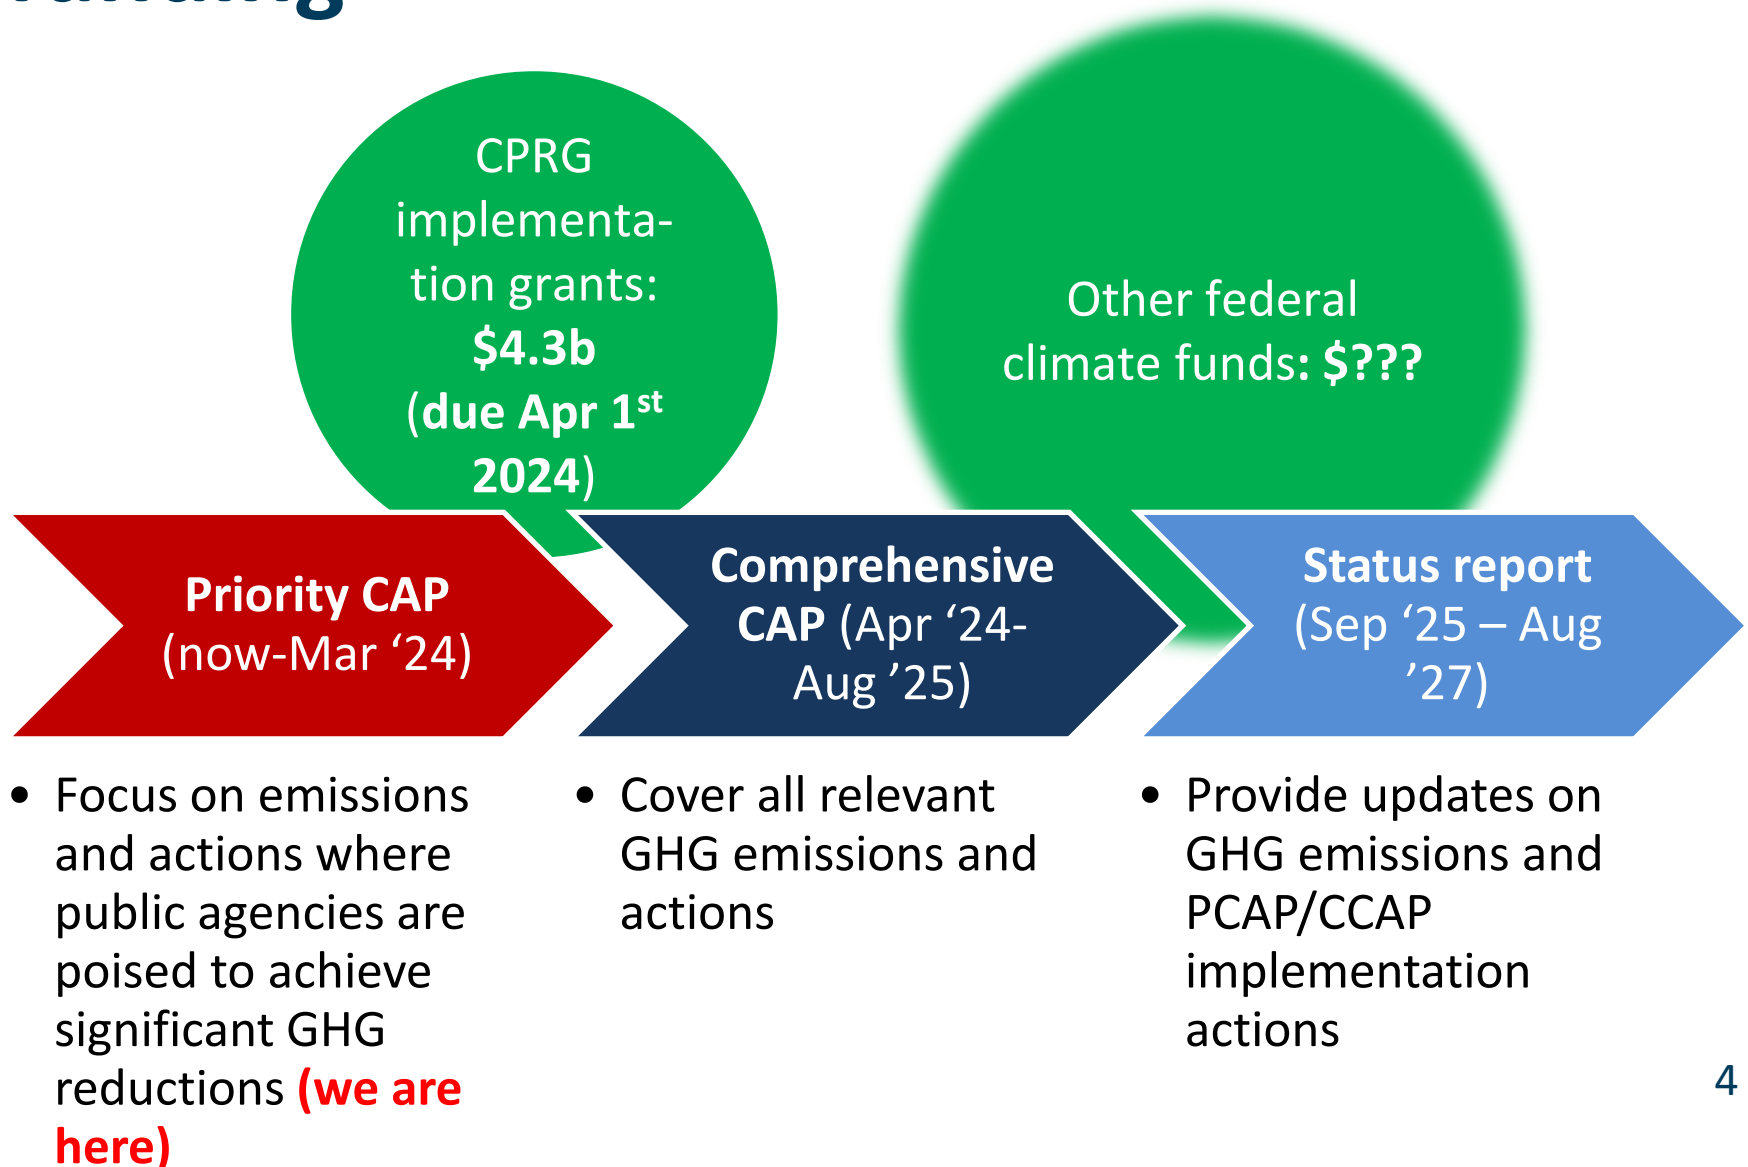 funding
CPRG
implementa-
tion grants:
$4.3b
(due Apr 1st
2024)
Other federal
climate funds: $???
Priority CAP
(now-Mar ‘24)
Comprehensive
CAP (Apr ‘24-
Aug ’25)
Status report
(Sep ‘25 – Aug
’27)
• Focus on emissions
and actions where
public agencies are
poised to achieve
significant GHG
reductions (we are
here)
• Cover all relevant
GHG emissions and
actions
• Provide updates on
GHG emissions and
PCAP/CCAP
implementation
actions
4